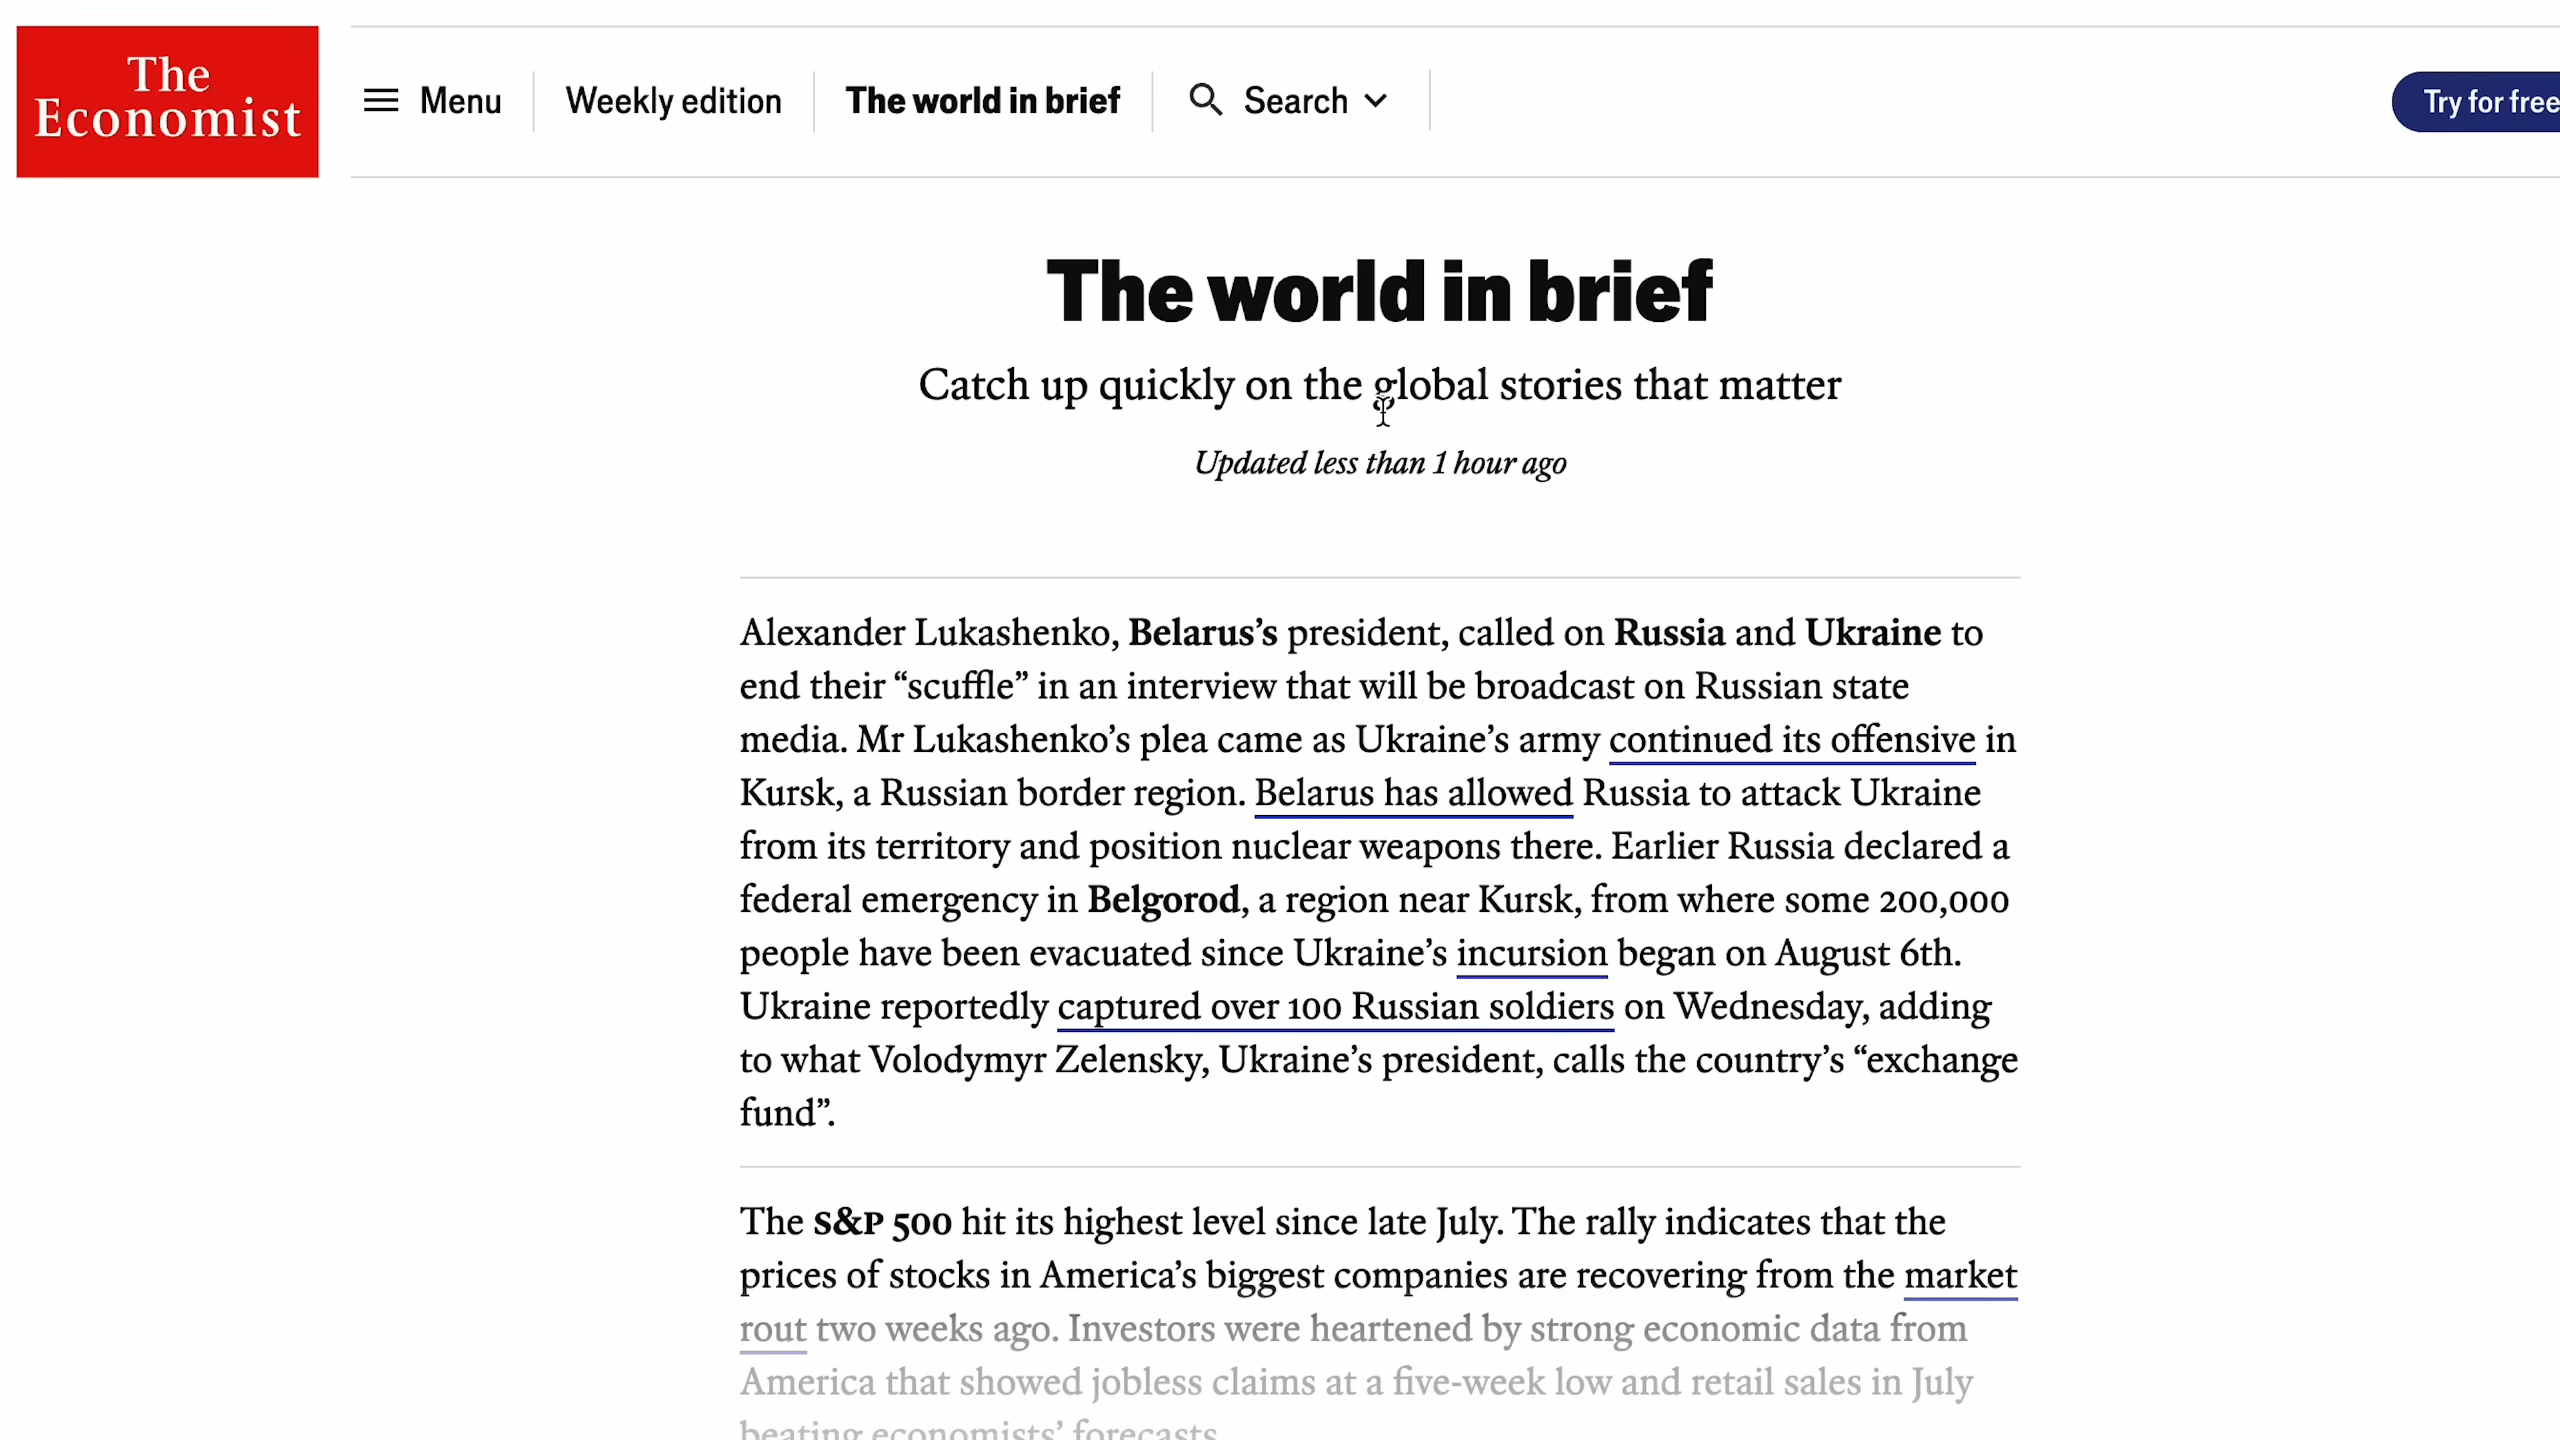 The
Economist
Menu
Weekly edition
The world in brief
Search
Try for free
The world in brief
Catch up quickly on the global stories that matter
Updated less than 1 hour ago
Alexander Lukashenko, Belarus’s president, called on Russia and Ukraine to
end their “scuffle” in an interview that will be broadcast on Russian state
media. Mr Lukashenko’s plea came as Ukraine’s army continued its offensive in
Kursk, a Russian border region. Belarus has allowed Russia to attack Ukraine
from its territory and position nuclear weapons there. Earlier Russia declared a
federal emergency in Belgorod, a region near Kursk, from where some 200,000
people have been evacuated since Ukraine’s incursion began on August 6th.
Ukraine reportedly captured over 100 Russian soldiers on Wednesday, adding
to what Volodymyr Zelensky, Ukraine’s president, calls the country’s “exchange
fund”.
The S&P 500 hit its highest level since late July. The rally indicates that the
prices of stocks in America’s biggest companies are recovering from the market
rout two weeks ago. Investors were heartened by strong economic data from
America that showed jobless claims at a five-week low and retail sales in July
beating economists’ forecasts